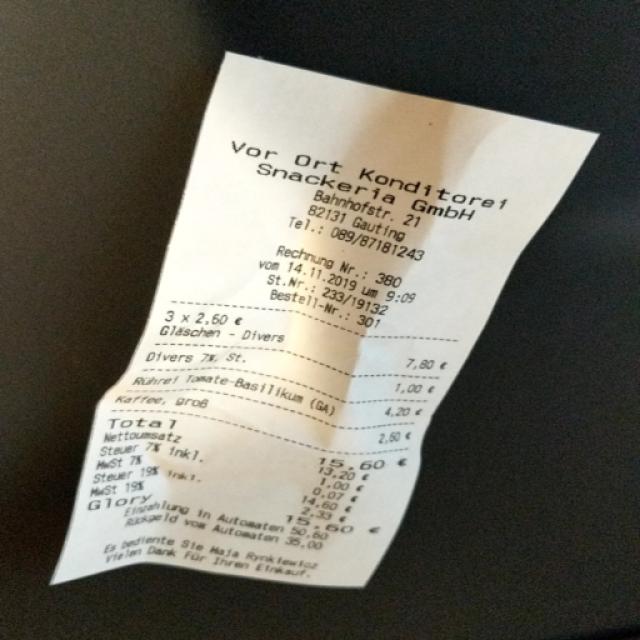 Vor Ort Konditorei
Snackeria GmbH
Bahnhofstr. 21
82131 Gauting
Tel.: 089/87181243
Rechnung Nr.: 380
vom 14.11.2019 um 9:09
St.Nr.: 233/19132
Bestell-Nr.: 301
3 x 2,60 €
Gläschen - Divers 7,80 €
Divers 7%, St. 1,00 €
Rührei Tomate-Basilikum (GA) 4,20 €
Kaffee, groß 2,60 €
Total 15,60 €
Nettoumsatz 13,20 €
Steuer 7% inkl. 1,00 €
MwSt 7% 0,07 €
Steuer 19% inkl. 14,60 €
MwSt 19% 2,33 €
Glory 15,60 €
Einzahlung in Automaten 50,60
Rückgeld vom Automaten 35,00
Es bediente Sie Maja Rynkiewicz
Vielen Dank für Ihren Einkauf.